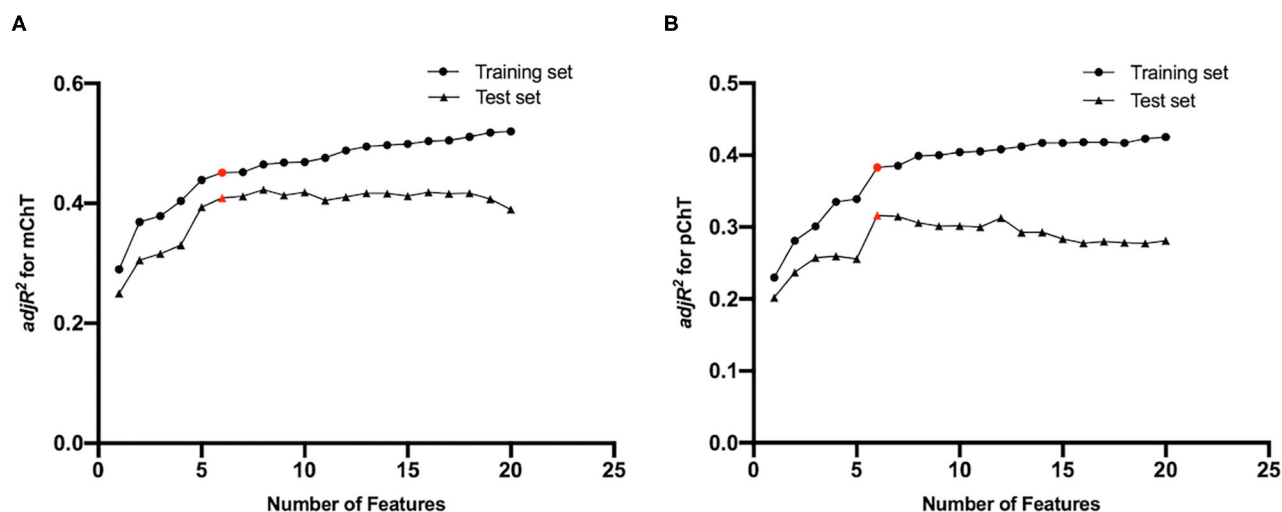 A
Training set
Test set
0.6
0.4
0.2
0.0
adjR² for mChT
0 5 10 15 20 25
Number of Features
B
Training set
Test set
0.5
0.4
0.3
0.2
0.1
0.0
adjR² for pChT
0 5 10 15 20 25
Number of Features